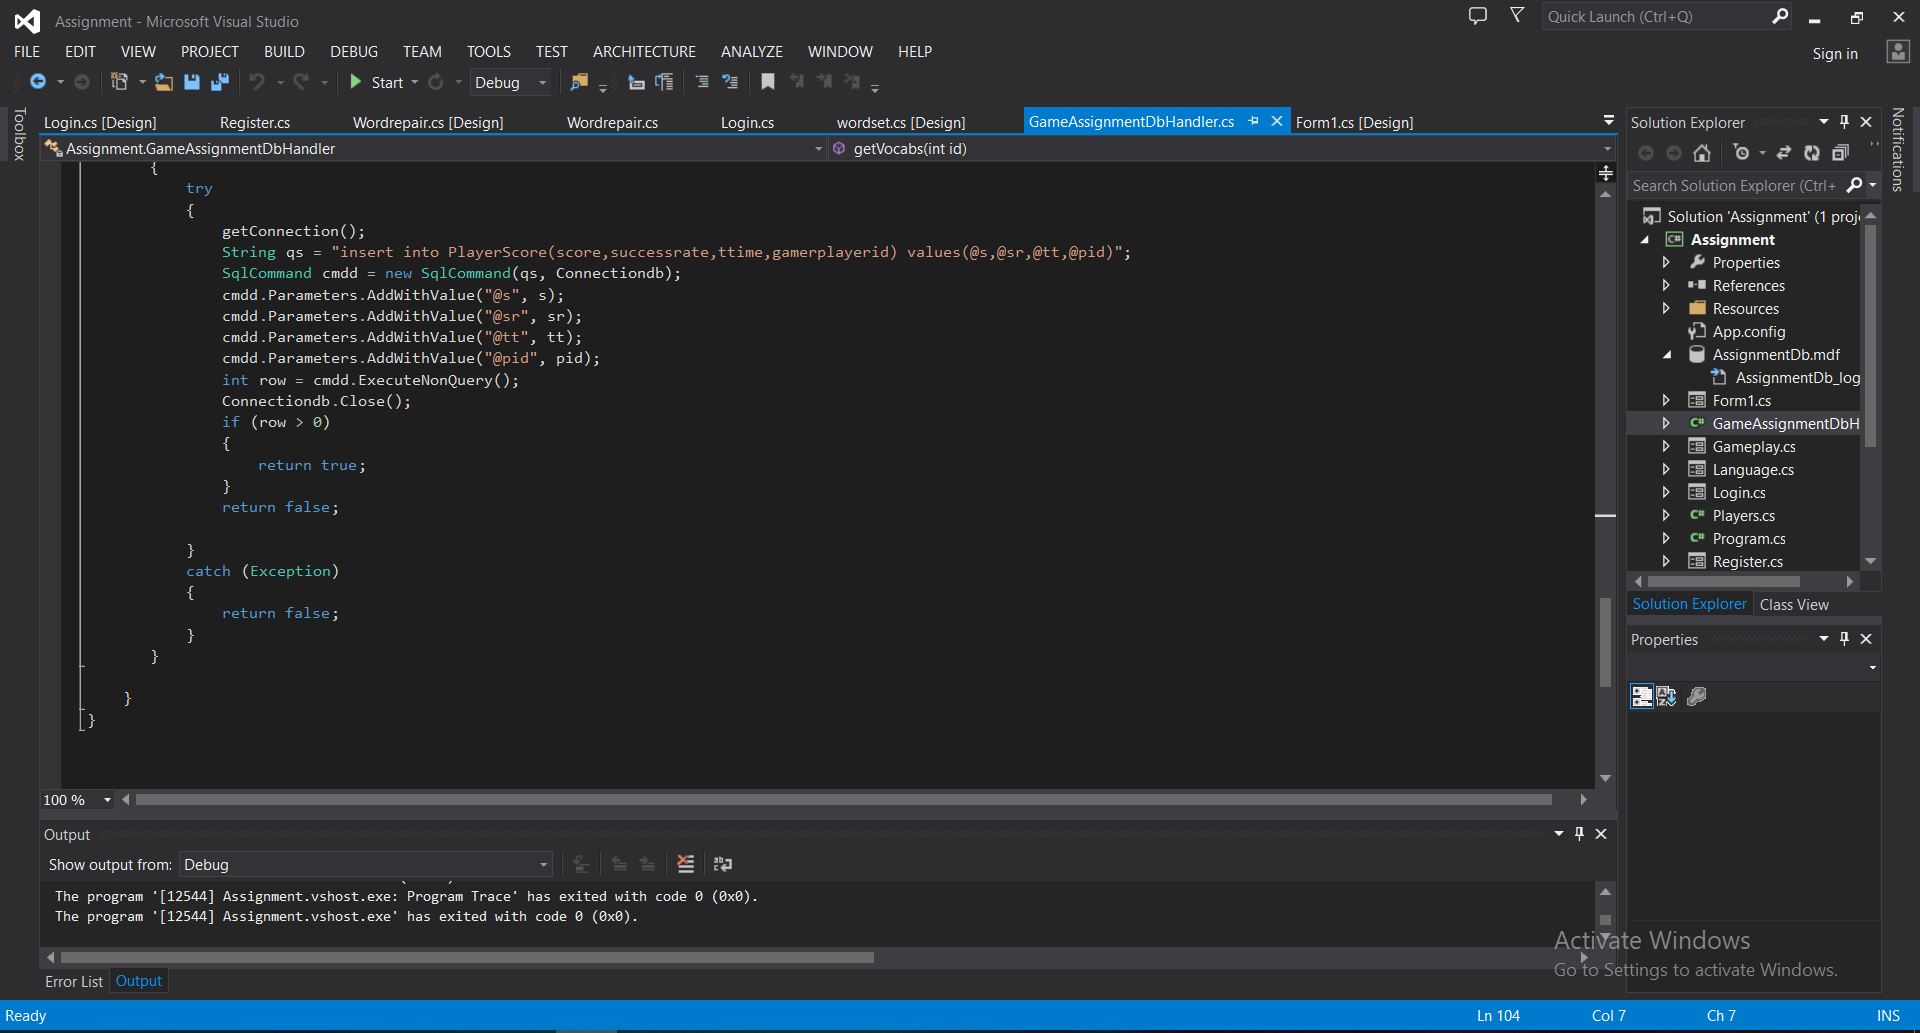 Assignment - Microsoft Visual Studio
Quick Launch (Ctrl+Q)
FILE EDIT VIEW PROJECT BUILD DEBUG TEAM TOOLS TEST ARCHITECTURE ANALYZE WINDOW HELP
Sign in
Start Debug
Toolbox
Login.cs [Design] Register.cs Wordrepair.cs [Design] Wordrepair.cs Login.cs wordset.cs [Design] GameAssignmentDbHandler.cs Form1.cs [Design]
Assignment.GameAssignmentDbHandler getVocabs(int id)
{
try
{
getConnection();
String qs = "insert into PlayerScore(score,successrate,ttime,gamerplayerid) values(@s,@sr,@tt,@pid)";
SqlCommand cmdd = new SqlCommand(qs, Connectiondb);
cmdd.Parameters.AddWithValue("@s", s);
cmdd.Parameters.AddWithValue("@sr", sr);
cmdd.Parameters.AddWithValue("@tt", tt);
cmdd.Parameters.AddWithValue("@pid", pid);
int row = cmdd.ExecuteNonQuery();
Connectiondb.Close();
if (row > 0)
{
return true;
}
return false;
}
catch (Exception)
{
return false;
}
}
}
}
100 %
Output
Show output from: Debug
The program '[12544] Assignment.vshost.exe: Program Trace' has exited with code 0 (0x0).
The program '[12544] Assignment.vshost.exe' has exited with code 0 (0x0).
Error List Output
Solution Explorer
Search Solution Explorer (Ctrl+
Solution 'Assignment' (1 proj
Assignment
Properties
References
Resources
App.config
AssignmentDb.mdf
AssignmentDb_log
Form1.cs
GameAssignmentDbH
Gameplay.cs
Language.cs
Login.cs
Players.cs
Program.cs
Register.cs
Solution Explorer Class View
Properties
Notifications
Activate Windows
Go to Settings to activate Windows.
Ready Ln 104 Col 7 Ch 7 INS